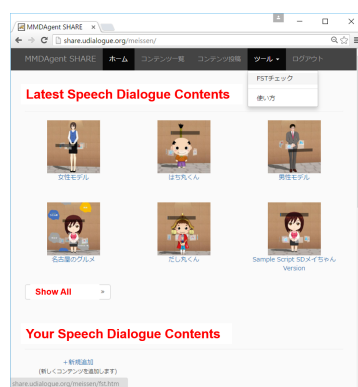 MMDAgent SHARE
share.udialogue.org/meissen/
MMDAgent SHARE ホーム コンテンツ一覧 コンテンツ投稿 ツール ログアウト
FSTチェック
使い方
Latest Speech Dialogue Contents
女性モデル はち丸くん 男性モデル
名古屋のグルメ だし丸くん Sample Script SDメイちゃん
Version
Show All
Your Speech Dialogue Contents
+新規追加
(新しくコンテンツを追加します)
share.udialogue.org/meissen/fst.htm